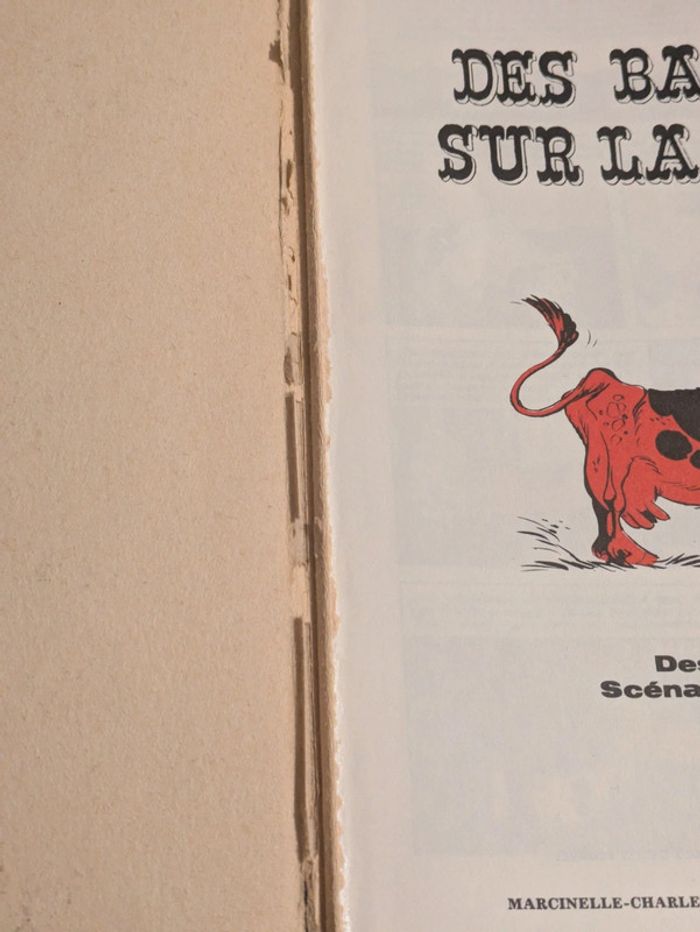 DES BA
SUR LA
Des
Scéna
MARCINELLE-CHARLE